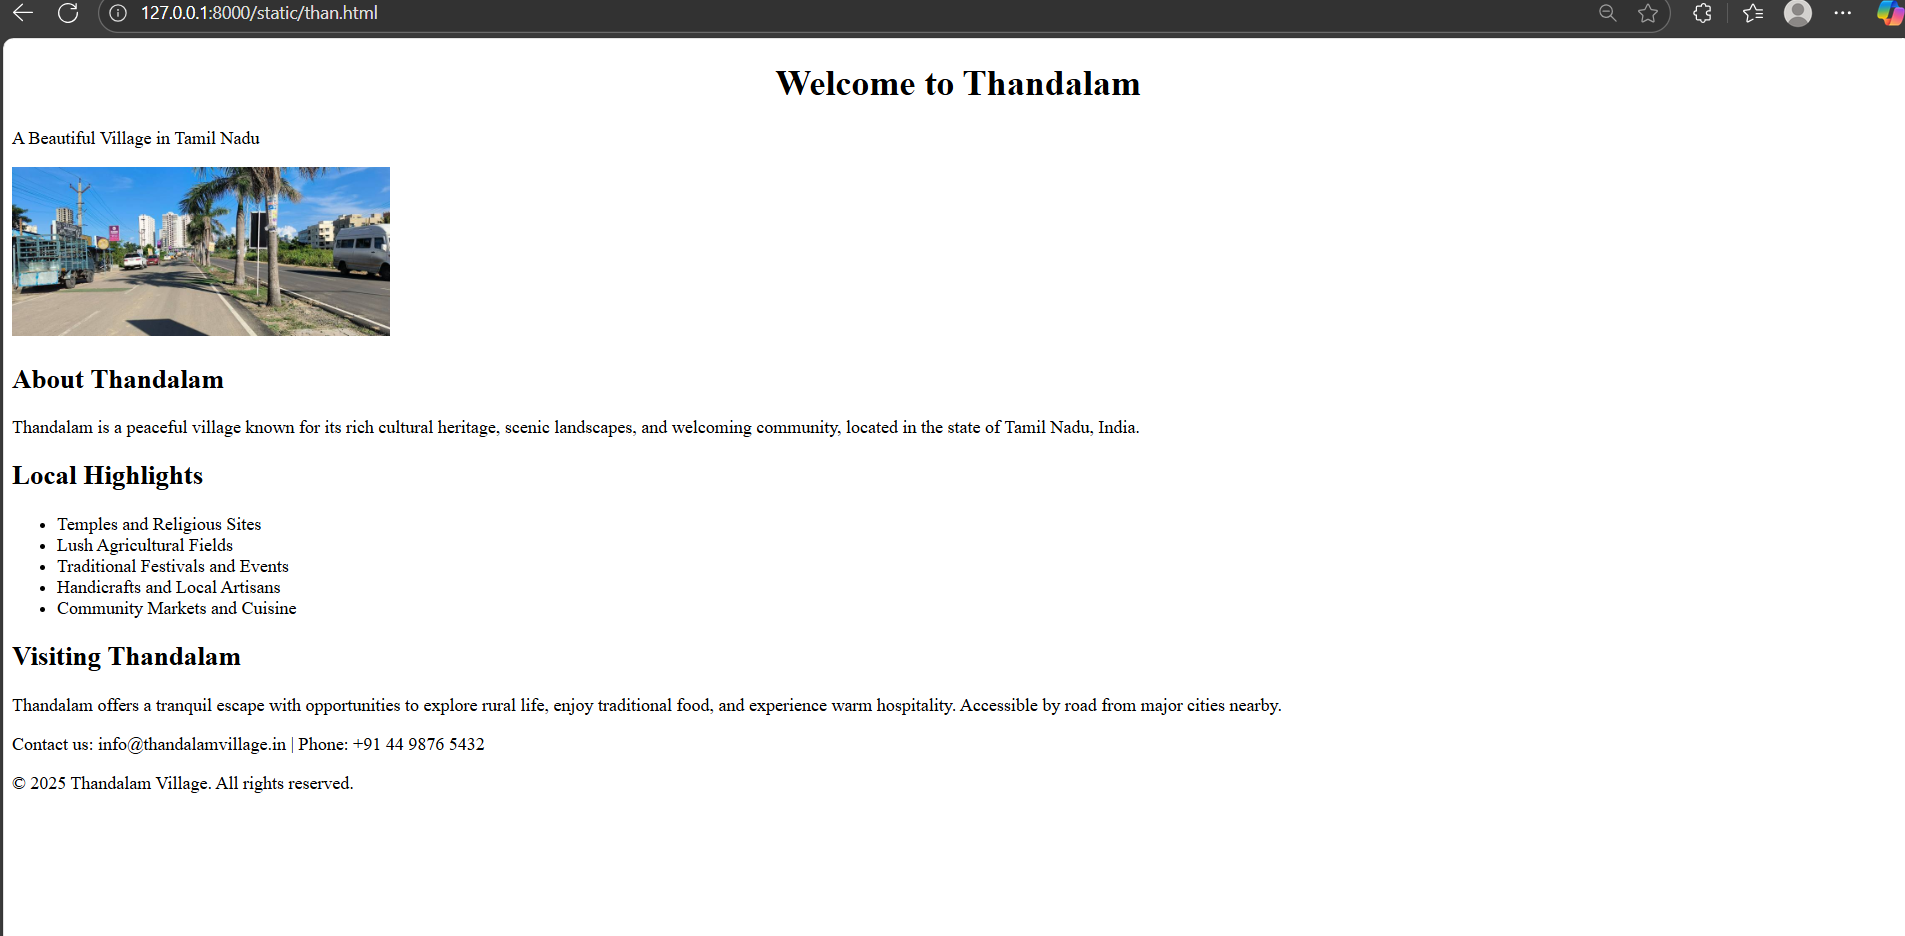 127.0.0.1:8000/static/than.html
Welcome to Thandalam
A Beautiful Village in Tamil Nadu
About Thandalam
Thandalam is a peaceful village known for its rich cultural heritage, scenic landscapes, and welcoming community, located in the state of Tamil Nadu, India.
Local Highlights
Temples and Religious Sites
Lush Agricultural Fields
Traditional Festivals and Events
Handicrafts and Local Artisans
Community Markets and Cuisine
Visiting Thandalam
Thandalam offers a tranquil escape with opportunities to explore rural life, enjoy traditional food, and experience warm hospitality. Accessible by road from major cities nearby.
Contact us: info@thandalamvillage.in | Phone: +91 44 9876 5432
© 2025 Thandalam Village. All rights reserved.